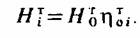 H_i^τ = H_0^τ η_{oi}^τ.